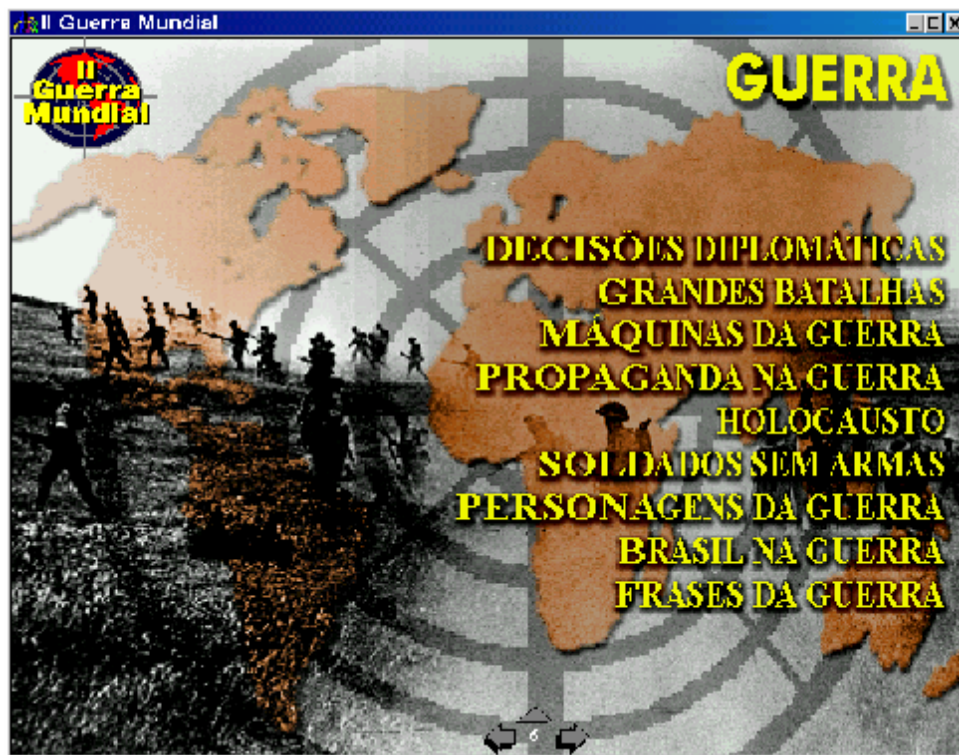 II Guerra Mundial
II
Guerra
Mundial
GUERRA
DECISÕES DIPLOMÁTICAS
GRANDES BATALHAS
MÁQUINAS DA GUERRA
PROPAGANDA NA GUERRA
HOLOCAUSTO
SOLDADOS SEM ARMAS
PERSONAGENS DA GUERRA
BRASIL NA GUERRA
FRASES DA GUERRA
6